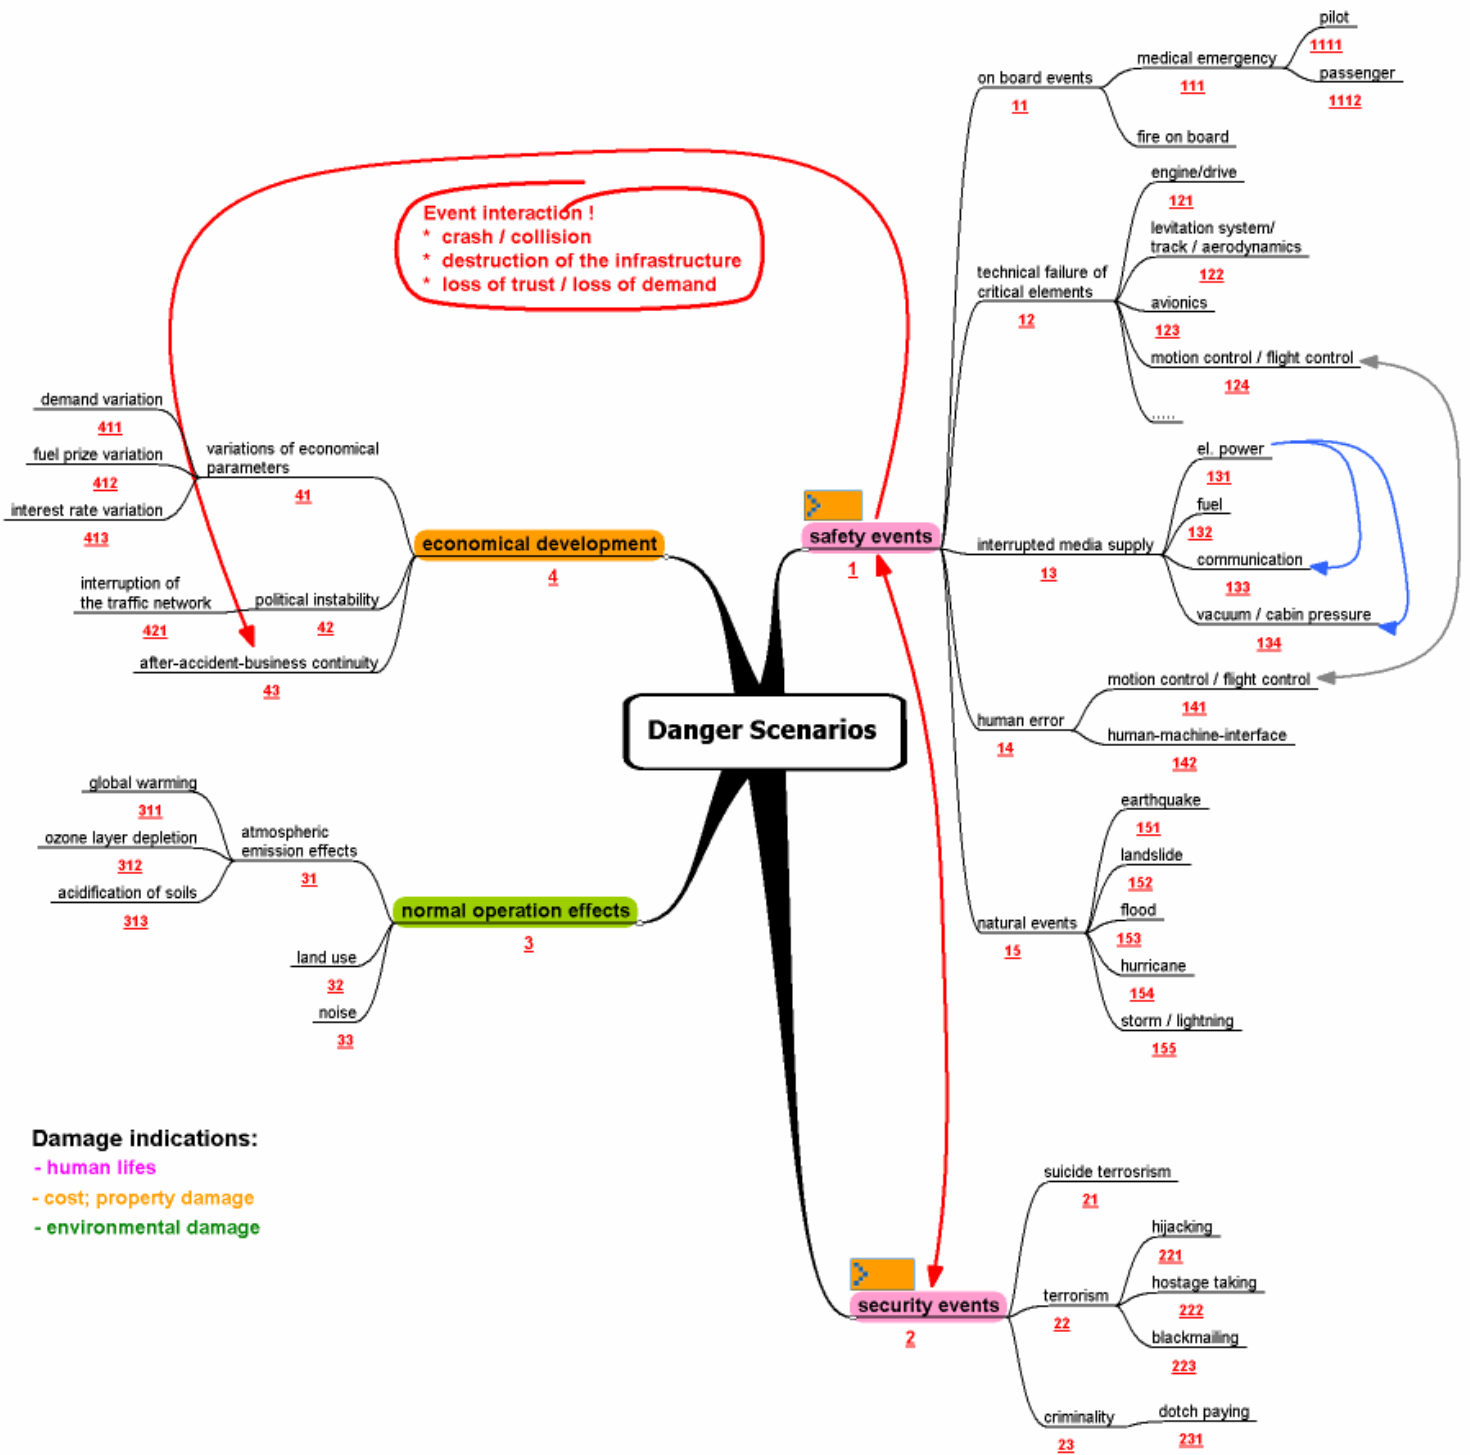 pilot
1111
medical emergency
111
passenger
1112
on board events
11
fire on board
engine/drive
121
levitation system/
track / aerodynamics
122
technical failure of
critical elements
12
avionics
123
motion control / flight control
124
.....
Event interaction !
* crash / collision
* destruction of the infrastructure
* loss of trust / loss of demand
el. power
131
fuel
132
interrupted media supply
13
communication
133
vacuum / cabin pressure
134
safety events
1
motion control / flight control
141
human error
14
human-machine-interface
142
earthquake
151
landslide
152
natural events
15
flood
153
hurricane
154
storm / lightning
155
demand variation
411
fuel prize variation
412
interest rate variation
413
variations of economical
parameters
41
economical development
4
interruption of
the traffic network
421
political instability
42
after-accident-business continuity
43
Danger Scenarios
global warming
311
ozone layer depletion
312
acidification of soils
313
atmospheric
emission effects
31
normal operation effects
3
land use
32
noise
33
Damage indications:
- human lifes
- cost; property damage
- environmental damage
suicide terrosrism
21
hijacking
221
terrorism
22
hostage taking
222
blackmailing
223
security events
2
criminality
23
dotch paying
231